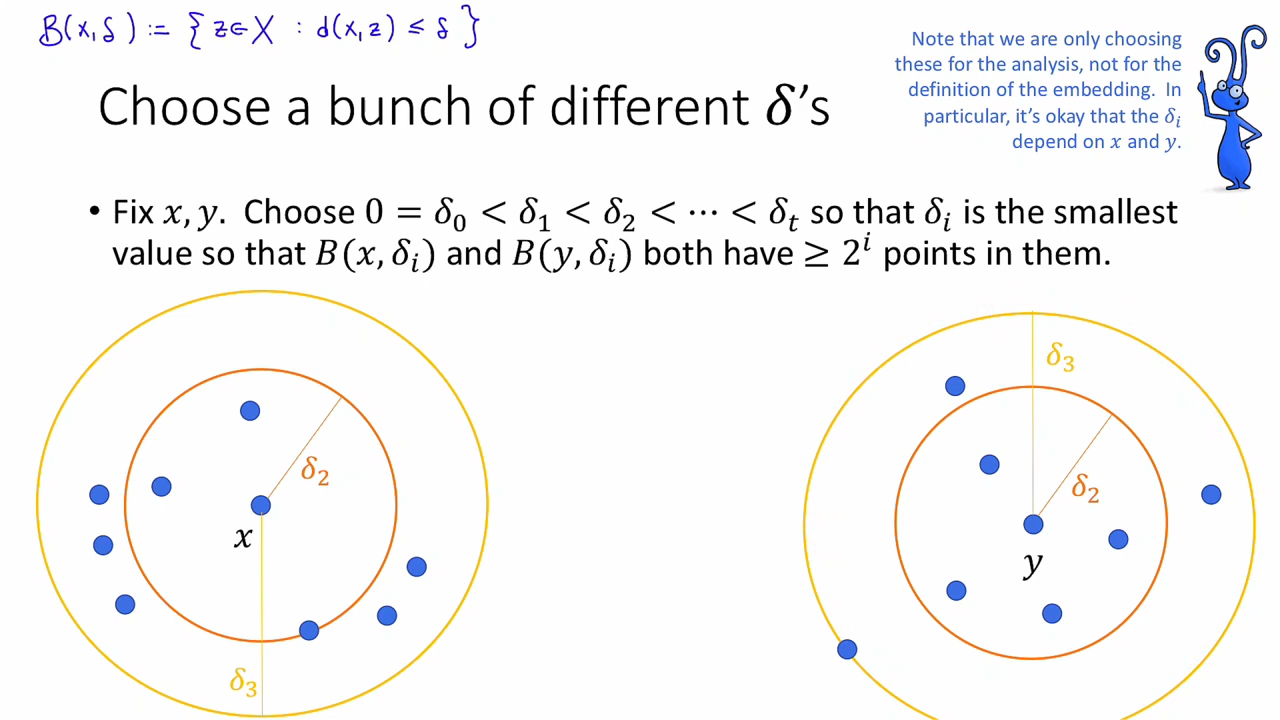 B(x,δ) := { z∈X : d(x,z) ≤ δ }
Note that we are only choosing
these for the analysis, not for the
definition of the embedding. In
particular, it's okay that the δᵢ
depend on x and y.
Choose a bunch of different δ's
• Fix x, y. Choose 0 = δ₀ < δ₁ < δ₂ < ⋯ < δₜ so that δᵢ is the smallest
value so that B(x, δᵢ) and B(y, δᵢ) both have ≥ 2ⁱ points in them.
δ₂
x
δ₃
δ₃
δ₂
y